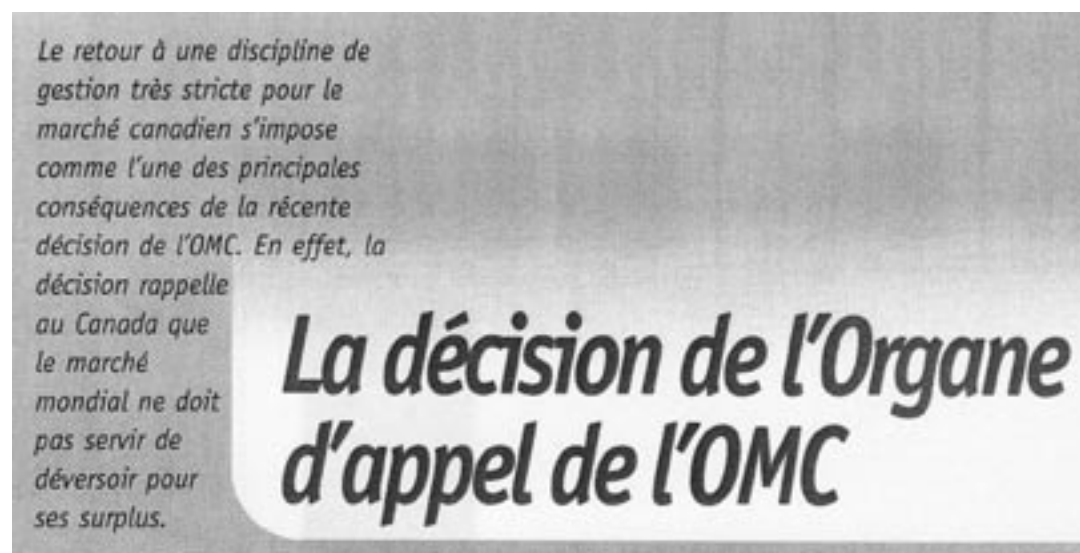 Le retour à une discipline de
gestion très stricte pour le
marché canadien s'impose
comme l'une des principales
conséquences de la récente
décision de l'OMC. En effet, la
décision rappelle
au Canada que
le marché
mondial ne doit
pas servir de
déversoir pour
ses surplus.
La décision de l'Organe
d'appel de l'OMC